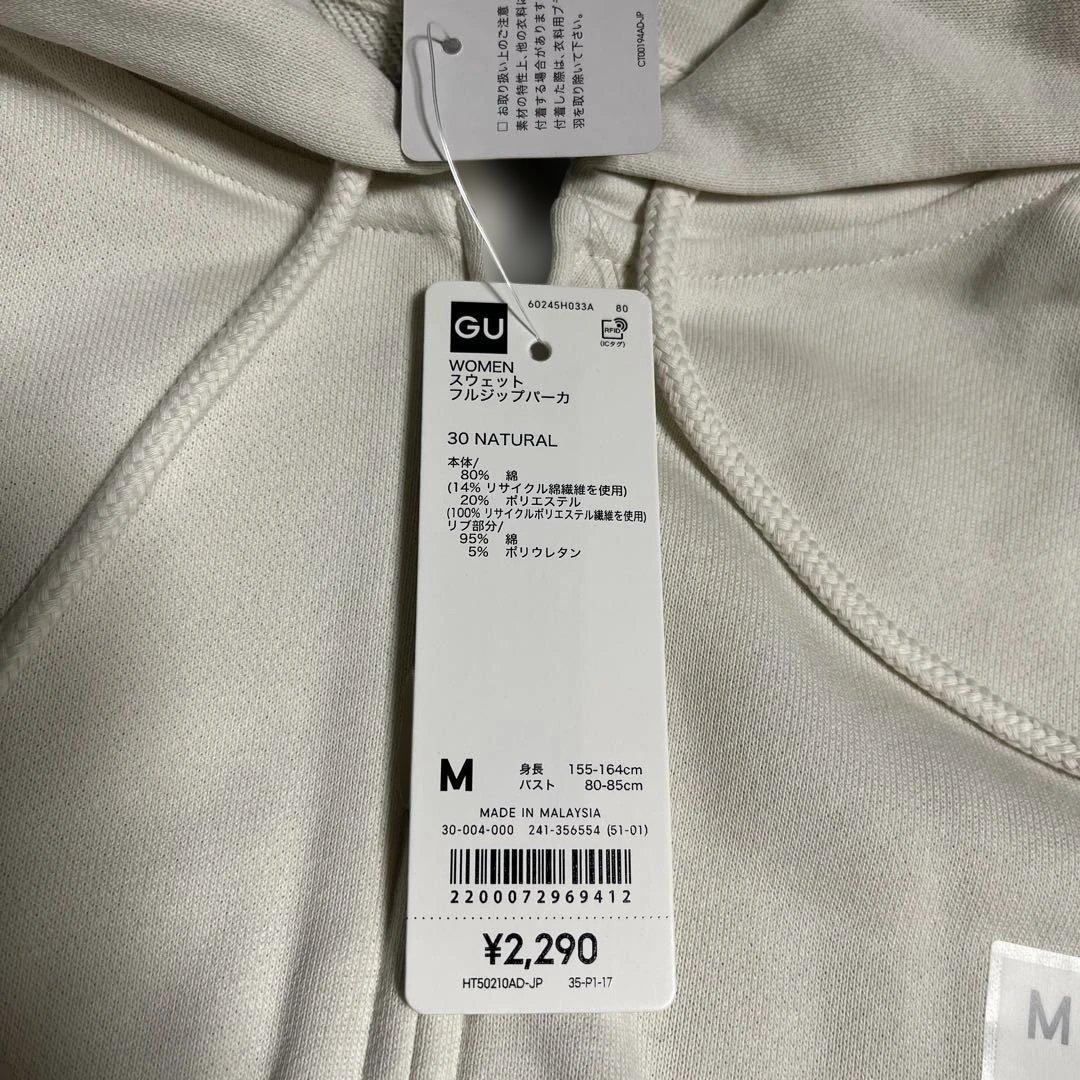 □ お取り扱い上のご注意
素材の特性上、他の衣料に
付着する場合があります
付着した際は、衣料用ブ
羽を取り除いて下さい。
CT00194AD-JP
60245H033A 80
GU
RFID
(ICタグ)
WOMEN
スウェット
フルジップパーカ
30 NATURAL
本体/
80% 綿
(14% リサイクル綿繊維を使用)
20% ポリエステル
(100% リサイクルポリエステル繊維を使用)
リブ部分/
95% 綿
5% ポリウレタン
M
身長 155-164cm
バスト 80-85cm
MADE IN MALAYSIA
30-004-000 241-356554 (51-01)
2200072969412
¥2,290
HT50210AD-JP 35-P1-17
M